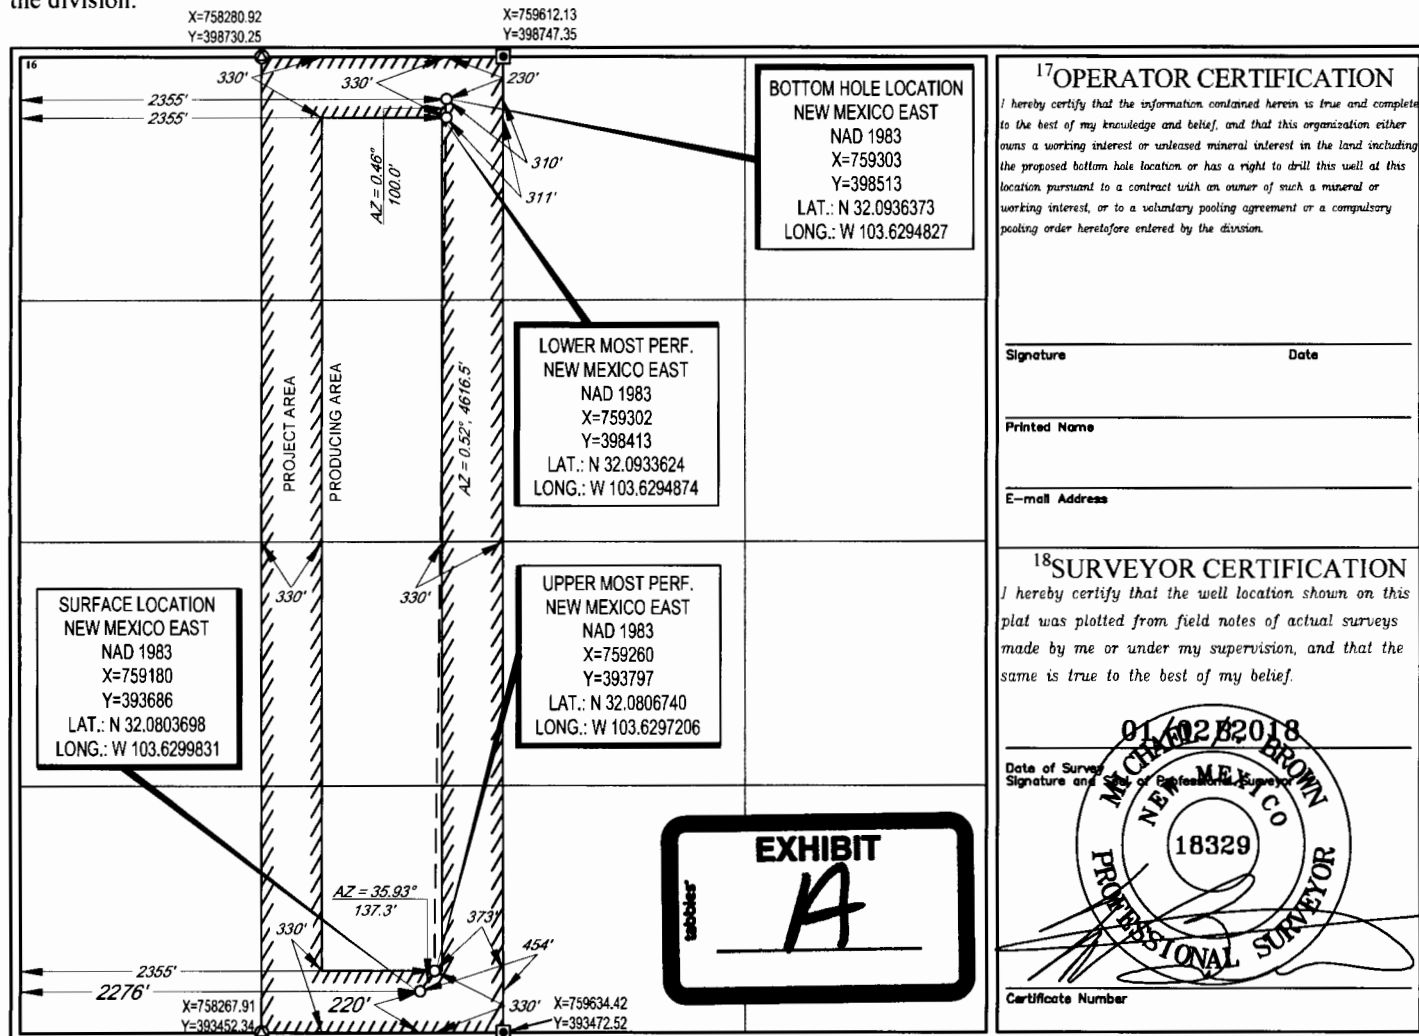 the division.
X=758280.92
Y=398730.25
X=759612.13
Y=398747.35
16
330'
330'
230'
2355'
2355'
310'
311'
AZ = 0.46°
100.0'
BOTTOM HOLE LOCATION
NEW MEXICO EAST
NAD 1983
X=759303
Y=398513
LAT.: N 32.0936373
LONG.: W 103.6294827
LOWER MOST PERF.
NEW MEXICO EAST
NAD 1983
X=759302
Y=398413
LAT.: N 32.0933624
LONG.: W 103.6294874
PROJECT AREA
PRODUCING AREA
AZ = 0.52°, 4616.5'
330'
330'
SURFACE LOCATION
NEW MEXICO EAST
NAD 1983
X=759180
Y=393686
LAT.: N 32.0803698
LONG.: W 103.6299831
UPPER MOST PERF.
NEW MEXICO EAST
NAD 1983
X=759260
Y=393797
LAT.: N 32.0806740
LONG.: W 103.6297206
AZ = 35.93°
137.3'
330'
373'
454'
2355'
2276'
220'
330'
X=758267.91
Y=393452.34
X=759634.42
Y=393472.52
EXHIBIT
tabbies'
A
17 OPERATOR CERTIFICATION
I hereby certify that the information contained herein is true and complete
to the best of my knowledge and belief, and that this organization either
owns a working interest or unleased mineral interest in the land including
the proposed bottom hole location or has a right to drill this well at this
location pursuant to a contract with an owner of such a mineral or
working interest, or to a voluntary pooling agreement or a compulsory
pooling order heretofore entered by the division.
Signature Date
Printed Name
E-mail Address
18 SURVEYOR CERTIFICATION
I hereby certify that the well location shown on this
plat was plotted from field notes of actual surveys
made by me or under my supervision, and that the
same is true to the best of my belief.
01/02/2018
Date of Survey
Signature and Seal of Professional Surveyor
MICHAEL B. BROWN
NEW MEXICO
18329
PROFESSIONAL SURVEYOR
Certificate Number